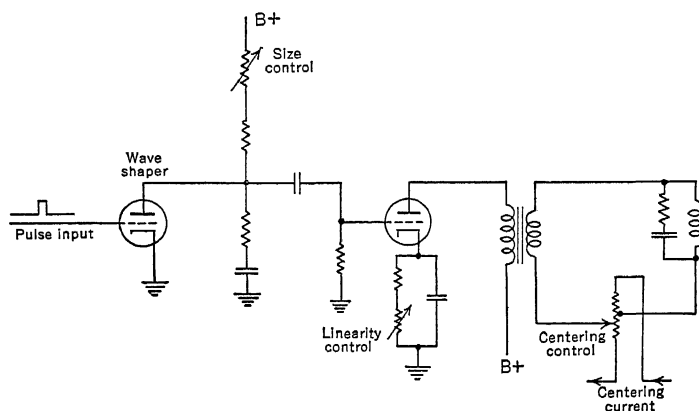 B+
Size
control
Wave
shaper
Pulse input
Linearity
control
B+
Centering
control
Centering
current